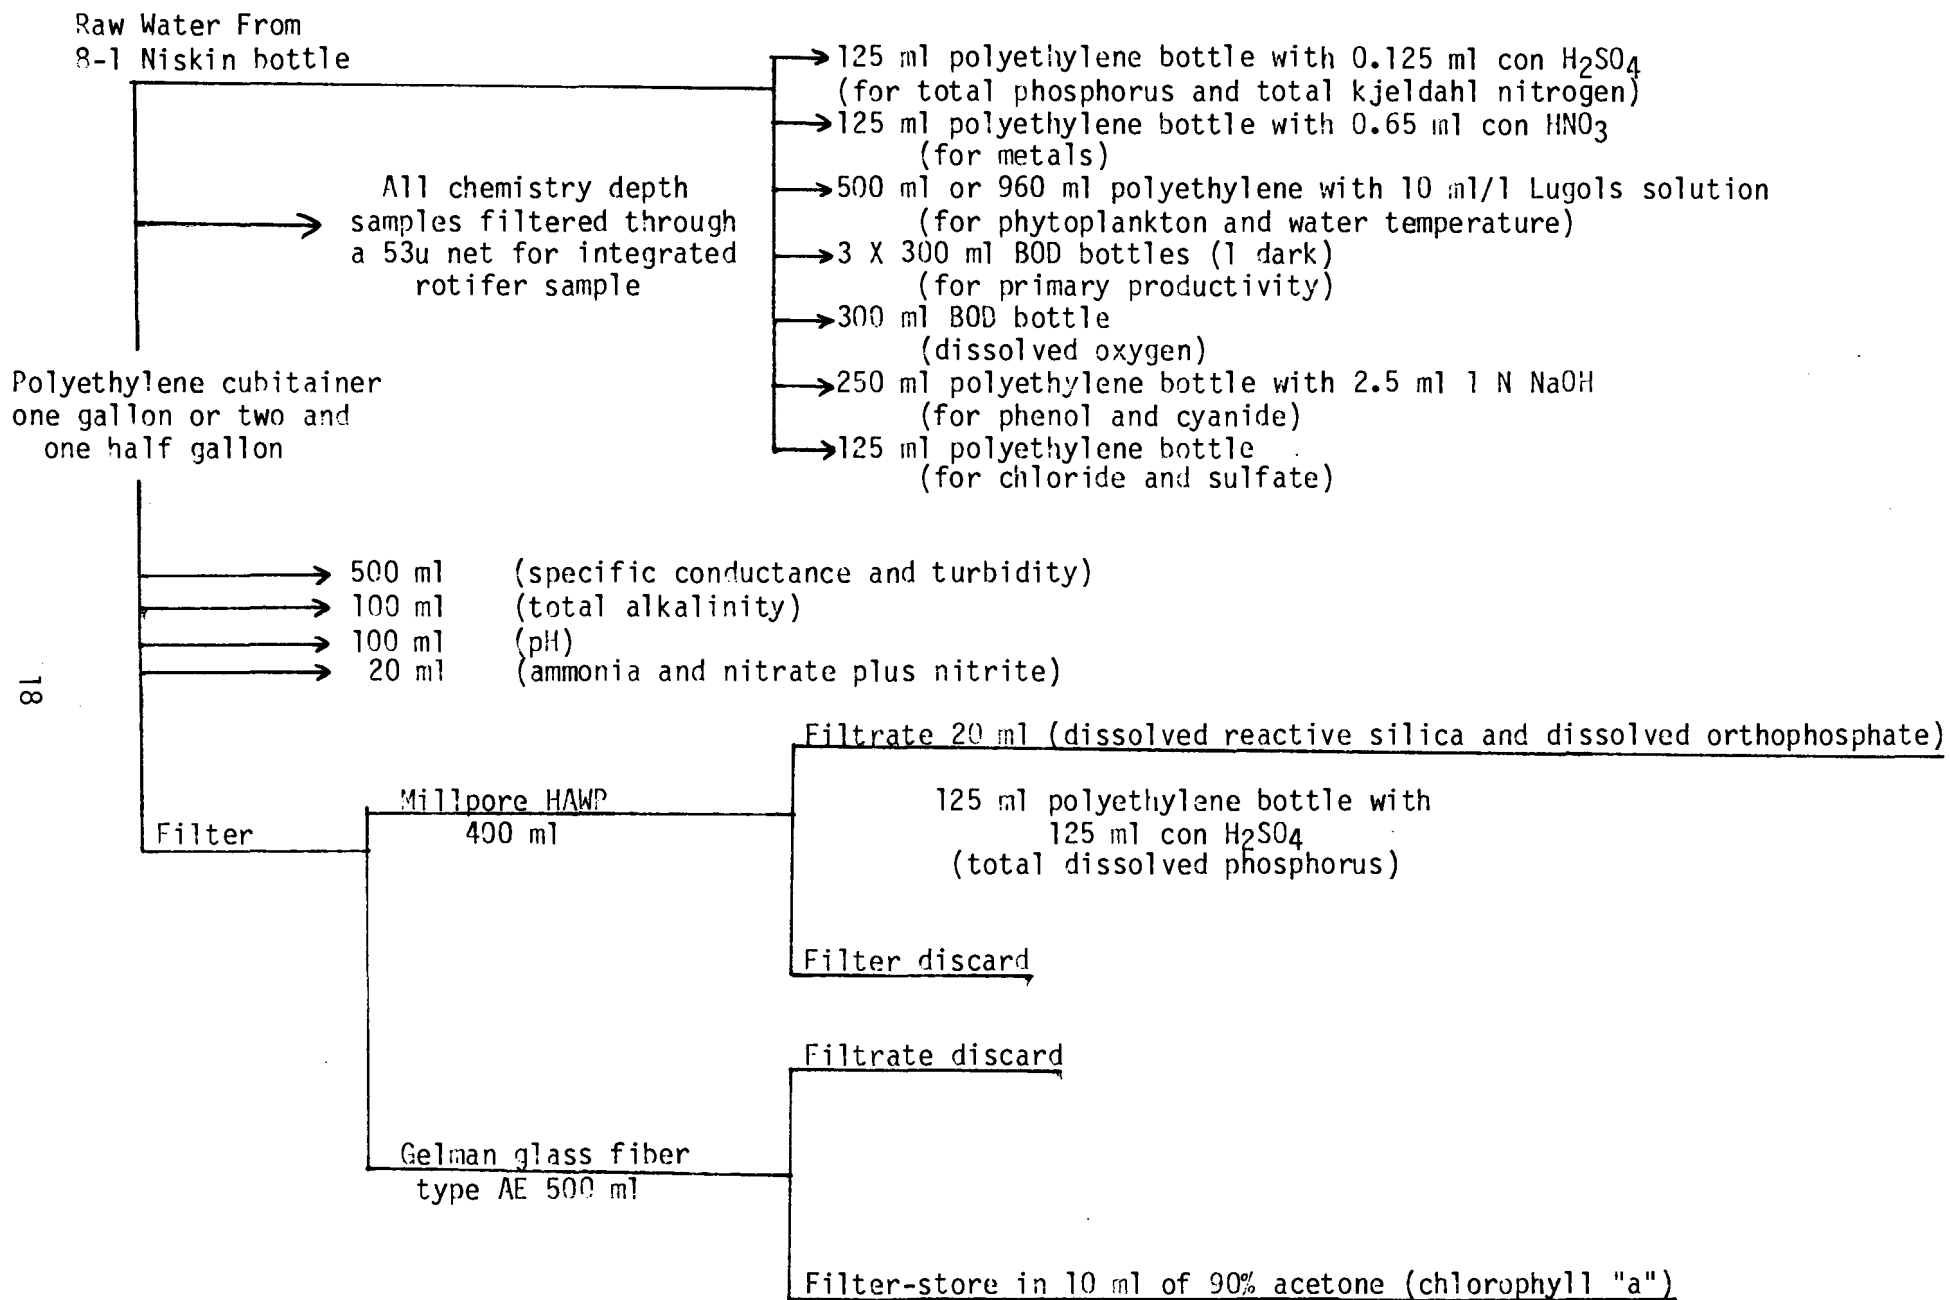 Raw Water From
8-l Niskin bottle
125 ml polyethylene bottle with 0.125 ml con H2SO4
(for total phosphorus and total kjeldahl nitrogen)
125 ml polyethylene bottle with 0.65 ml con HNO3
(for metals)
500 ml or 960 ml polyethylene with 10 ml/l Lugols solution
(for phytoplankton and water temperature)
3 X 300 ml BOD bottles (1 dark)
(for primary productivity)
300 ml BOD bottle
(dissolved oxygen)
250 ml polyethylene bottle with 2.5 ml 1 N NaOH
(for phenol and cyanide)
125 ml polyethylene bottle
(for chloride and sulfate)
All chemistry depth
samples filtered through
a 53u net for integrated
rotifer sample
Polyethylene cubitainer
one gallon or two and
one half gallon
500 ml (specific conductance and turbidity)
100 ml (total alkalinity)
100 ml (pH)
20 ml (ammonia and nitrate plus nitrite)
Filter
Millpore HAWP
400 ml
Filtrate 20 ml (dissolved reactive silica and dissolved orthophosphate)
125 ml polyethylene bottle with
125 ml con H2SO4
(total dissolved phosphorus)
Filter discard
Gelman glass fiber
type AE 500 ml
Filtrate discard
Filter-store in 10 ml of 90% acetone (chlorophyll "a")
18